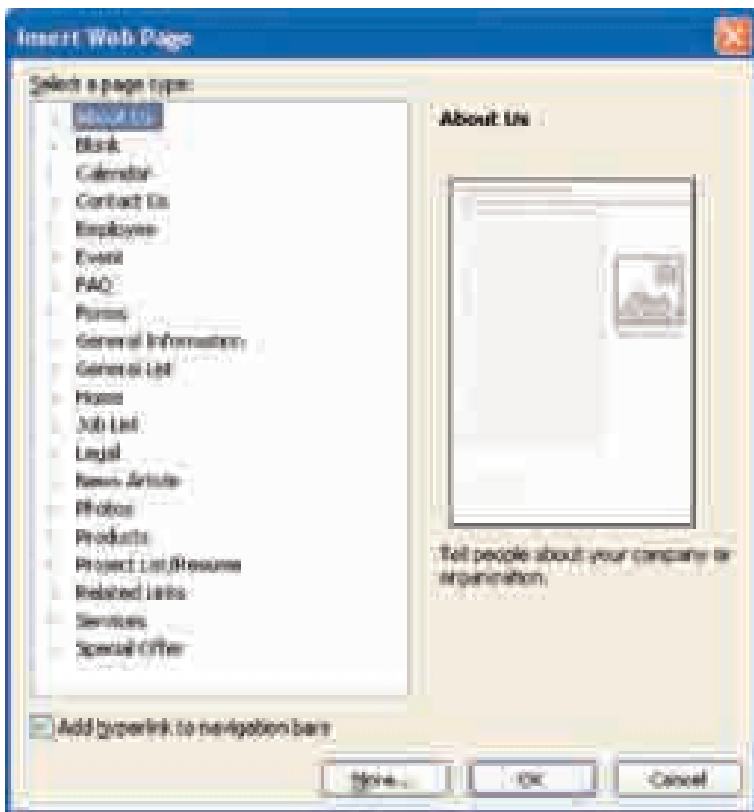 Insert Web Page
Select a page type:
About Us
Blank
Calendar
Contact Us
Employee
Event
FAQ
Forms
General Information
General List
Home
Job List
Legal
News Article
Photos
Products
Project List/Resume
Related Links
Services
Special Offer
About Us
Tell people about your company or
organization.
Add hyperlink to navigation bars
More...
OK
Cancel